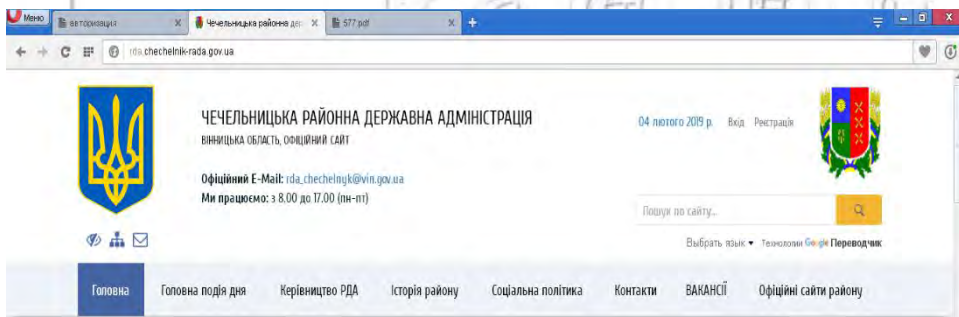 Меню авторизация Чечельницька районна дер 577.pdf
rda.chechelnik-rada.gov.ua
ЧЕЧЕЛЬНИЦЬКА РАЙОННА ДЕРЖАВНА АДМІНІСТРАЦІЯ
ВІННИЦЬКА ОБЛАСТЬ, ОФІЦІЙНИЙ САЙТ
04 лютого 2019 р. Вхід Реєстрація
Офіційний E-Mail: rda_chechelnyk@vin.gov.ua
Ми працюємо: з 8.00 до 17.00 (пн-пт)
Пошук по сайту...
Выбрать язык ▼ Технологии Google Переводчик
Головна Головна подія дня Керівництво РДА Історія району Соціальна політика Контакти ВАКАНСІЇ Офіційні сайти району